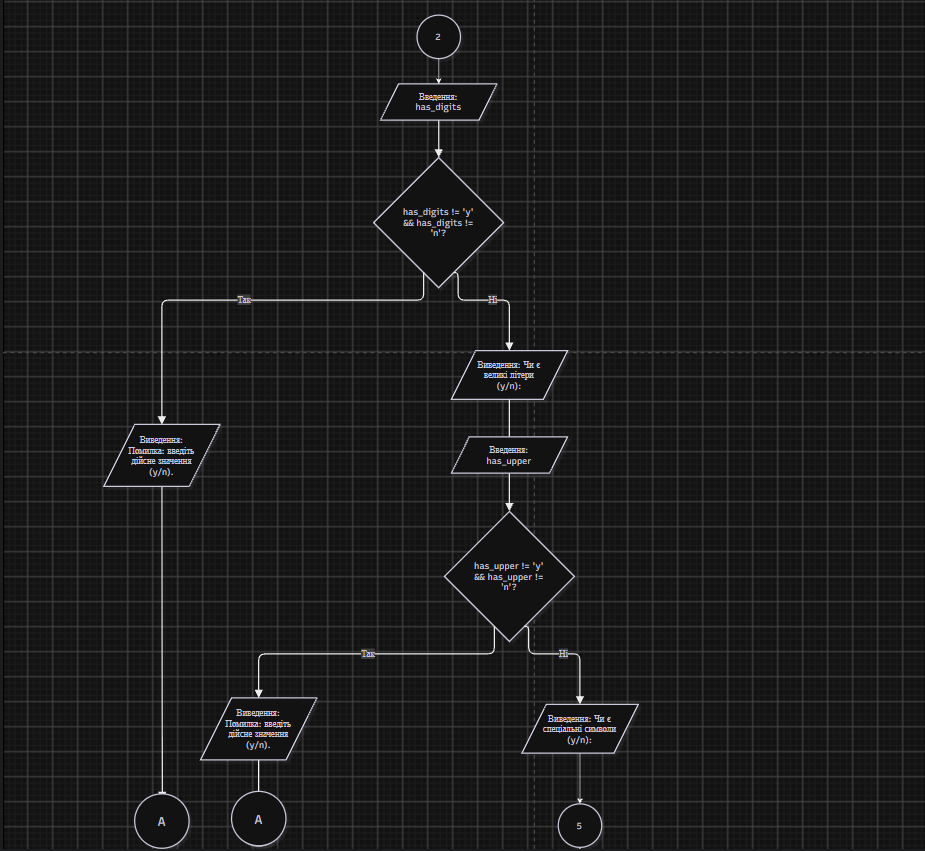 2
Введення:
has_digits
has_digits != 'y'
&& has_digits !=
'n'?
Так
Ні
Виведення: Чи є
великі літери
(y/n):
Виведення:
Помилка: введіть
дійсне значення
(y/n).
Введення:
has_upper
has_upper != 'y'
&& has_upper !=
'n'?
Так
Ні
Виведення:
Помилка: введіть
дійсне значення
(y/n).
Виведення: Чи є
спеціальні символи
(y/n):
A
A
5